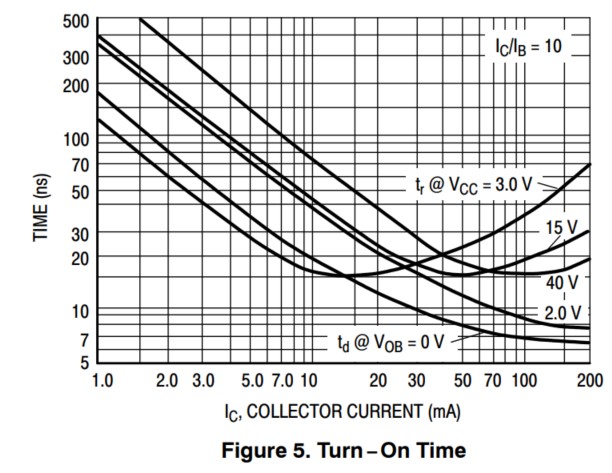 500
300
200
100
70
50
30
20
10
7
5
TIME (ns)
IC/IB = 10
tr @ VCC = 3.0 V
15 V
40 V
2.0 V
td @ VOB = 0 V
1.0 2.0 3.0 5.0 7.0 10 20 30 50 70 100 200
IC, COLLECTOR CURRENT (mA)
Figure 5. Turn–On Time